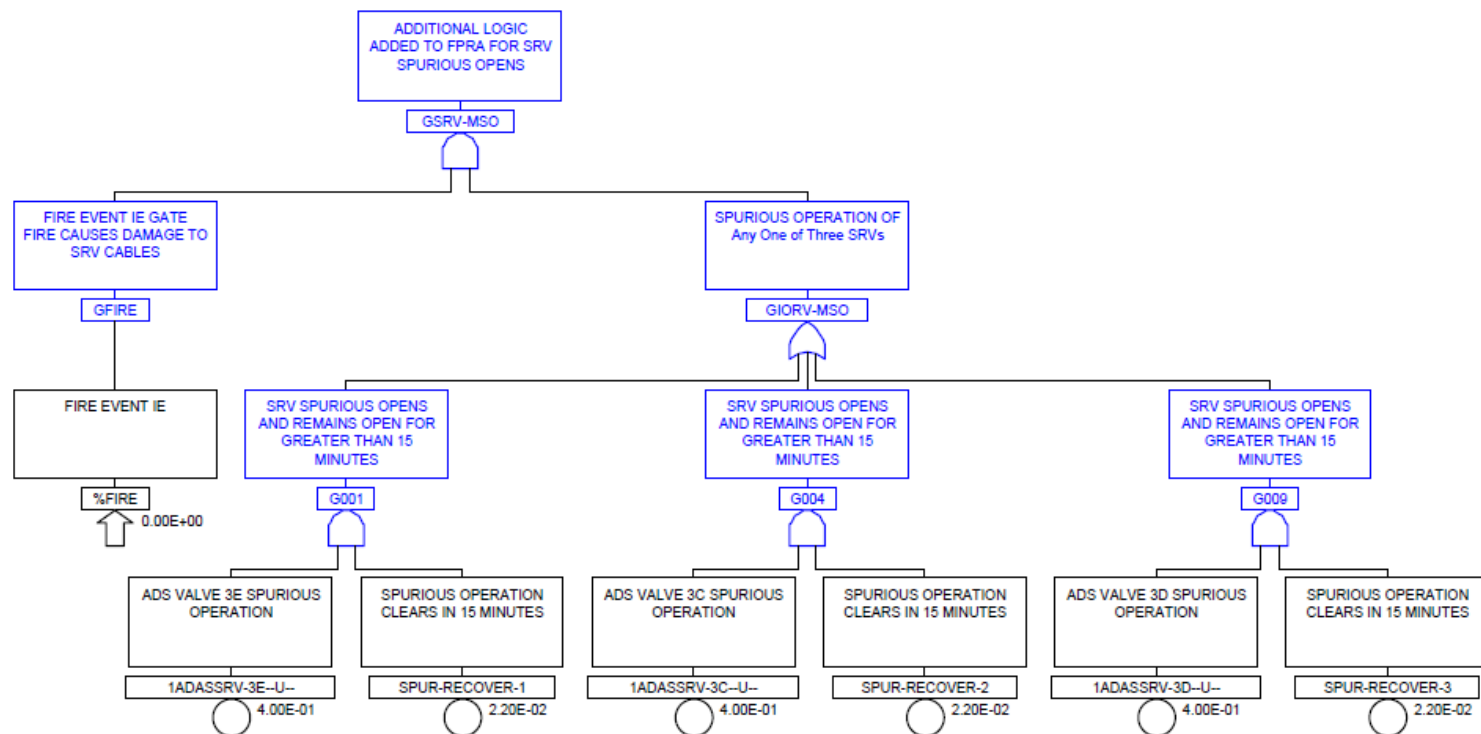 ADDITIONAL LOGIC
ADDED TO FPRA FOR SRV
SPURIOUS OPENS
GSRV-MSO
FIRE EVENT IE GATE
FIRE CAUSES DAMAGE TO
SRV CABLES
GFIRE
SPURIOUS OPERATION OF
Any One of Three SRVs
GIORV-MSO
FIRE EVENT IE
%FIRE
0.00E+00
SRV SPURIOUS OPENS
AND REMAINS OPEN FOR
GREATER THAN 15
MINUTES
G001
SRV SPURIOUS OPENS
AND REMAINS OPEN FOR
GREATER THAN 15
MINUTES
G004
SRV SPURIOUS OPENS
AND REMAINS OPEN FOR
GREATER THAN 15
MINUTES
G009
ADS VALVE 3E SPURIOUS
OPERATION
1ADASSRV-3E--U--
4.00E-01
SPURIOUS OPERATION
CLEARS IN 15 MINUTES
SPUR-RECOVER-1
2.20E-02
ADS VALVE 3C SPURIOUS
OPERATION
1ADASSRV-3C--U--
4.00E-01
SPURIOUS OPERATION
CLEARS IN 15 MINUTES
SPUR-RECOVER-2
2.20E-02
ADS VALVE 3D SPURIOUS
OPERATION
1ADASSRV-3D--U--
4.00E-01
SPURIOUS OPERATION
CLEARS IN 15 MINUTES
SPUR-RECOVER-3
2.20E-02